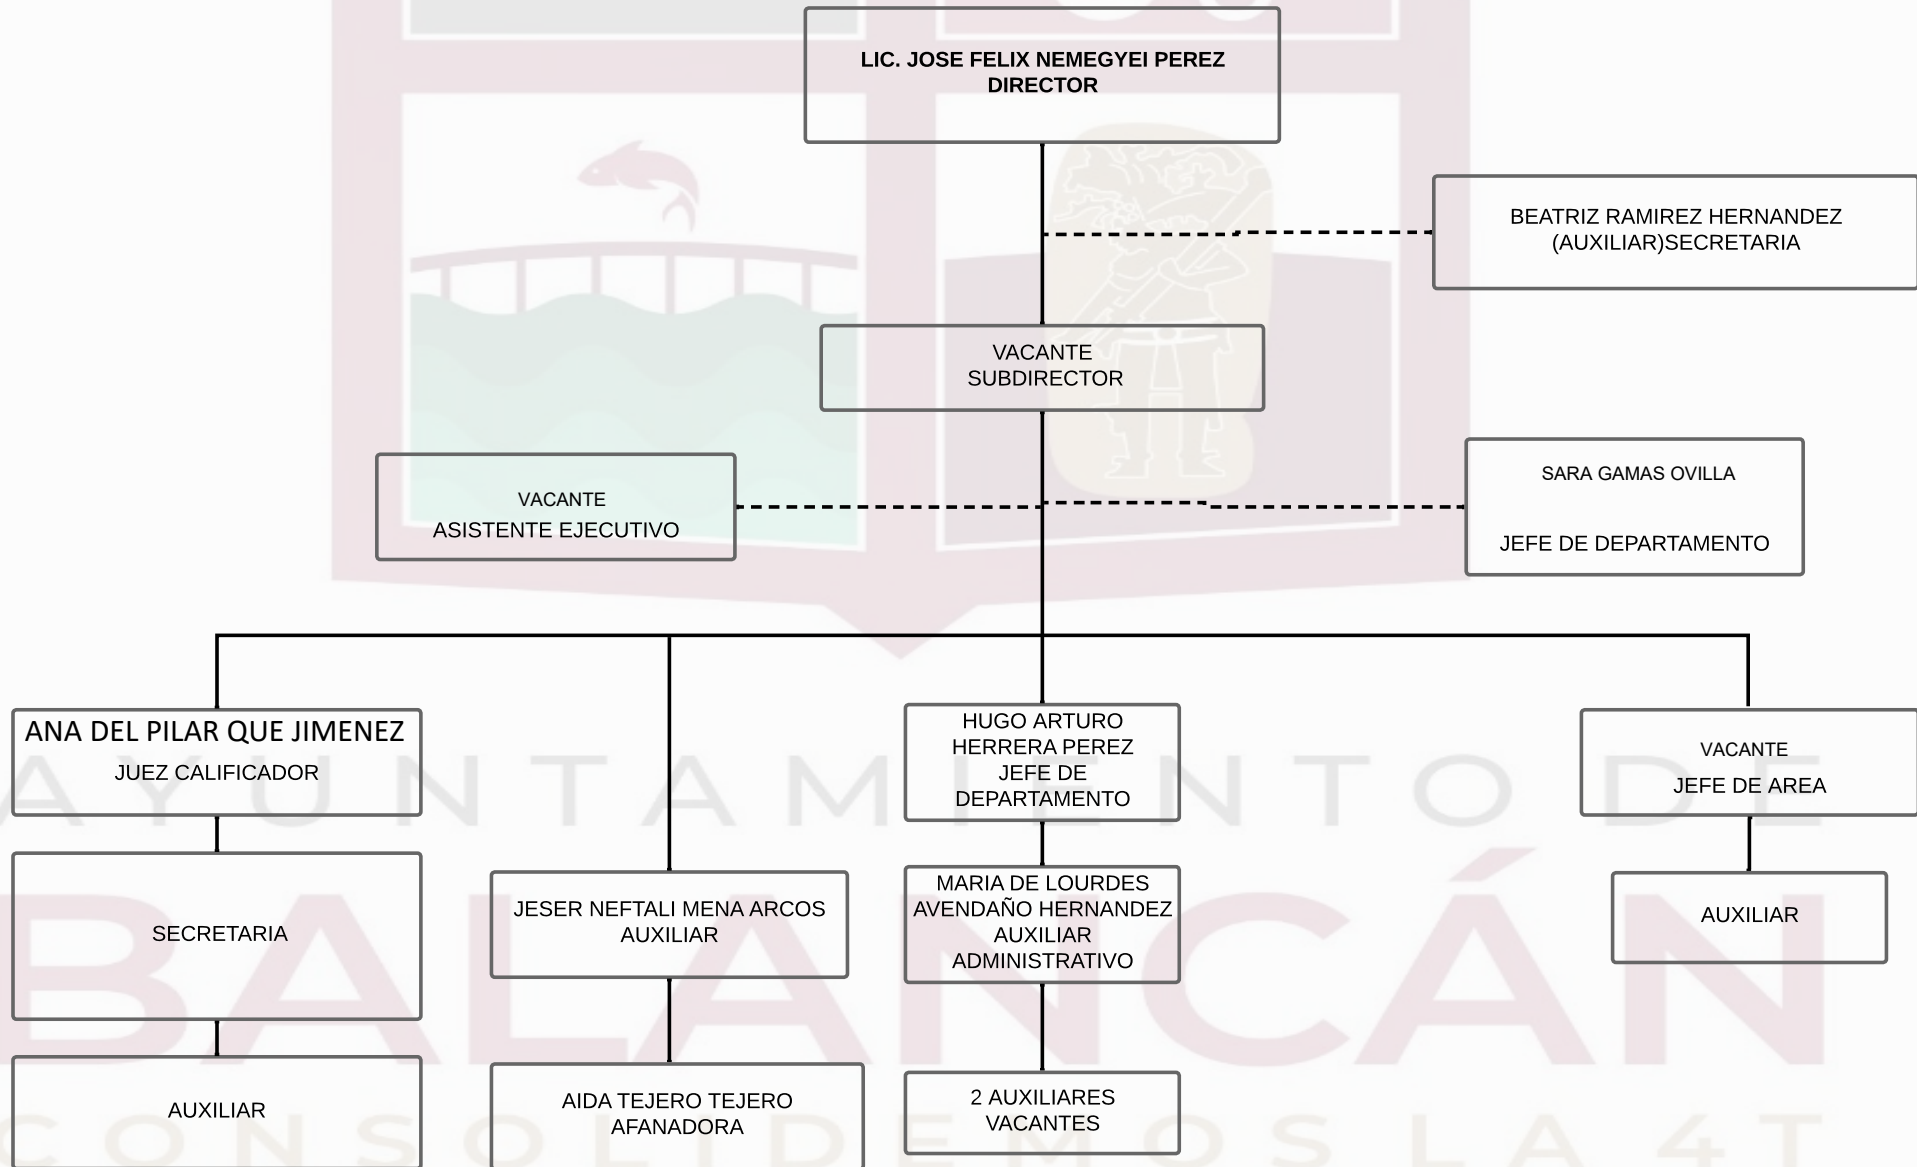 LIC. JOSE FELIX NEMEGYEI PEREZ
DIRECTOR
BEATRIZ RAMIREZ HERNANDEZ
(AUXILIAR)SECRETARIA
VACANTE
SUBDIRECTOR
VACANTE
ASISTENTE EJECUTIVO
SARA GAMAS OVILLA
JEFE DE DEPARTAMENTO
ANA DEL PILAR QUE JIMENEZ
JUEZ CALIFICADOR
HUGO ARTURO
HERRERA PEREZ
JEFE DE
DEPARTAMENTO
VACANTE
JEFE DE AREA
SECRETARIA
JESER NEFTALI MENA ARCOS
AUXILIAR
MARIA DE LOURDES
AVENDAÑO HERNANDEZ
AUXILIAR
ADMINISTRATIVO
AUXILIAR
AUXILIAR
AIDA TEJERO TEJERO
AFANADORA
2 AUXILIARES
VACANTES
AYUNTAMIENTO DE
BALANCÁN
CONSOLIDEMOS LA 4T